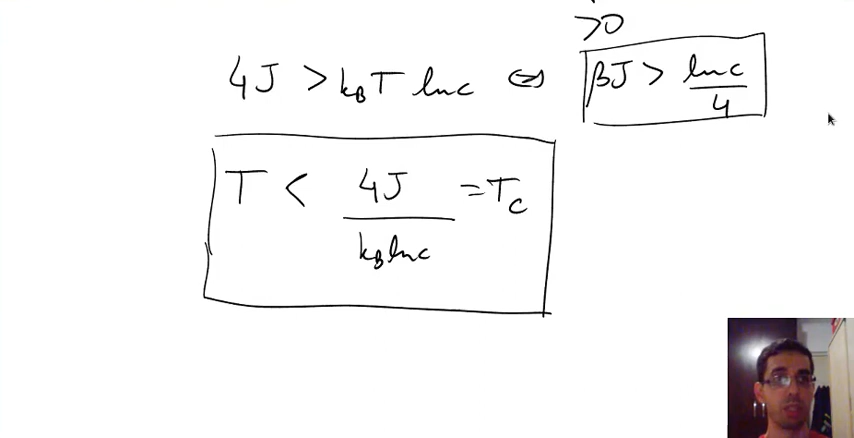 >0
4J > k_B T ln c ⇔ βJ > ln c / 4
T < 4J / k_B ln c = T_c